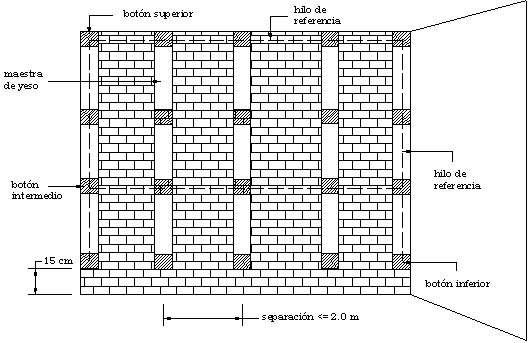 botón superior
hilo de
referencia
maestra
de yeso
botón
intermedio
hilo de
referencia
15 cm
botón inferior
separación <= 2.0 m